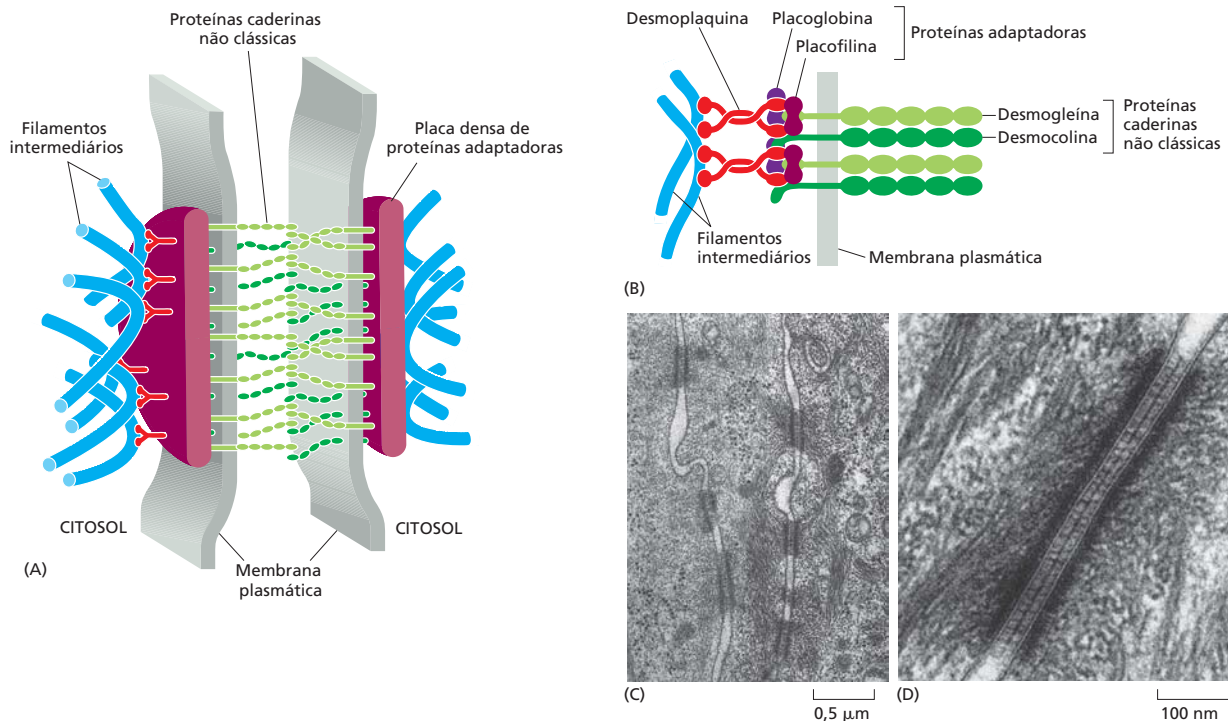 Proteínas caderinas
não clássicas
Filamentos
intermediários
Placa densa de
proteínas adaptadoras
CITOSOL
CITOSOL
Membrana
plasmática
(A)
Desmoplaquina
Placoglobina
Placofilina
Proteínas adaptadoras
Desmogleína
Desmocolina
Proteínas
caderinas
não clássicas
Filamentos
intermediários
Membrana plasmática
(B)
(C)
0,5 μm
(D)
100 nm